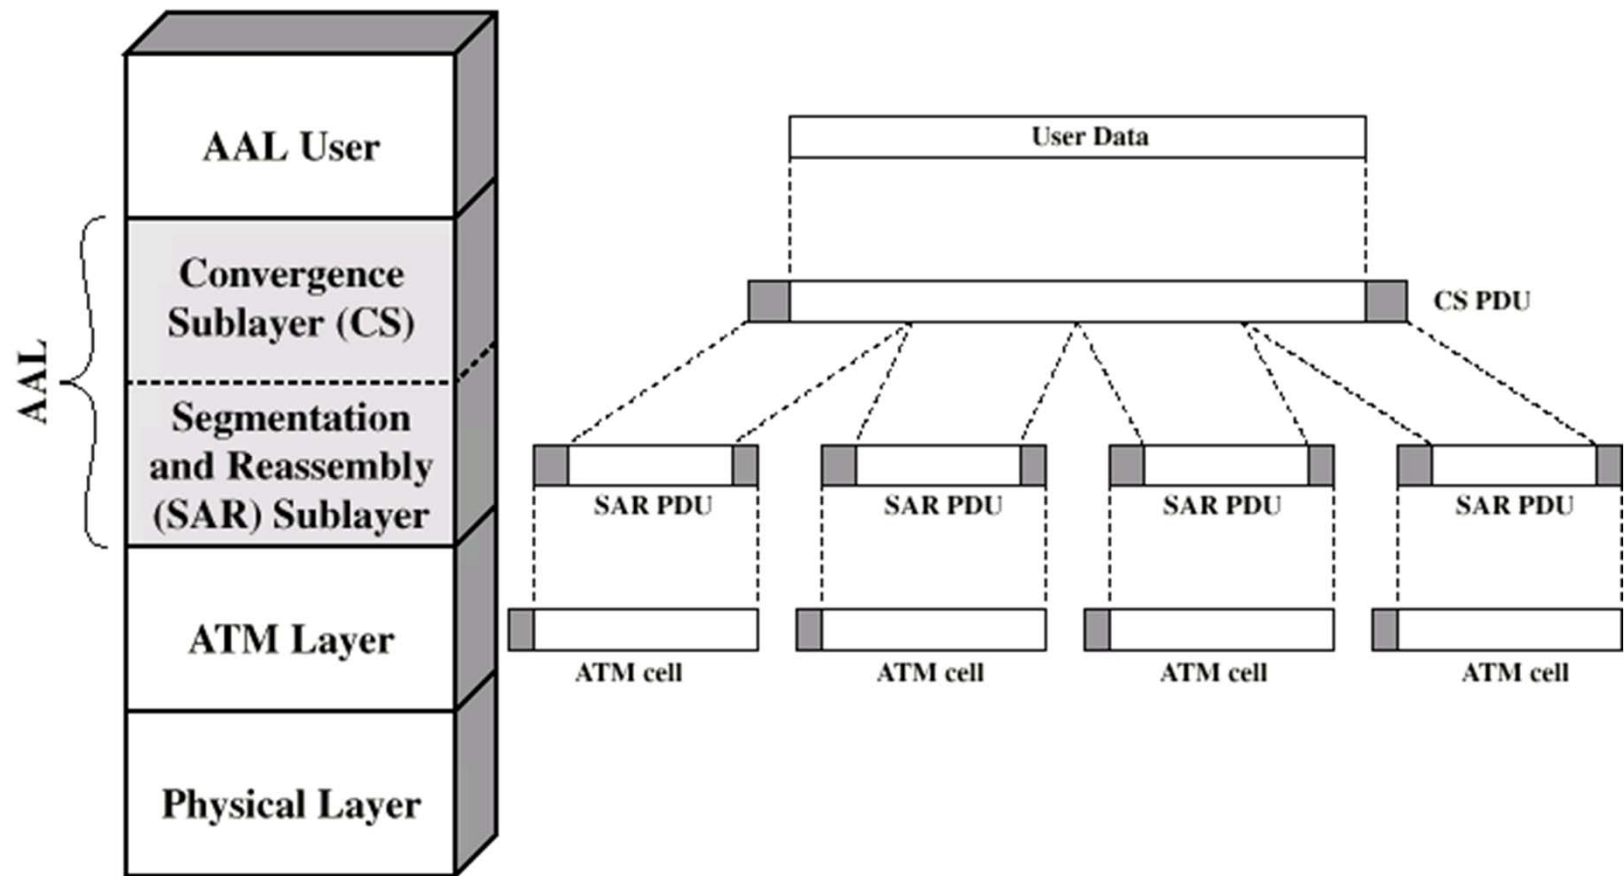 AAL User
AAL
Convergence
Sublayer (CS)
Segmentation
and Reassembly
(SAR) Sublayer
ATM Layer
Physical Layer
User Data
CS PDU
SAR PDU
SAR PDU
SAR PDU
SAR PDU
ATM cell
ATM cell
ATM cell
ATM cell